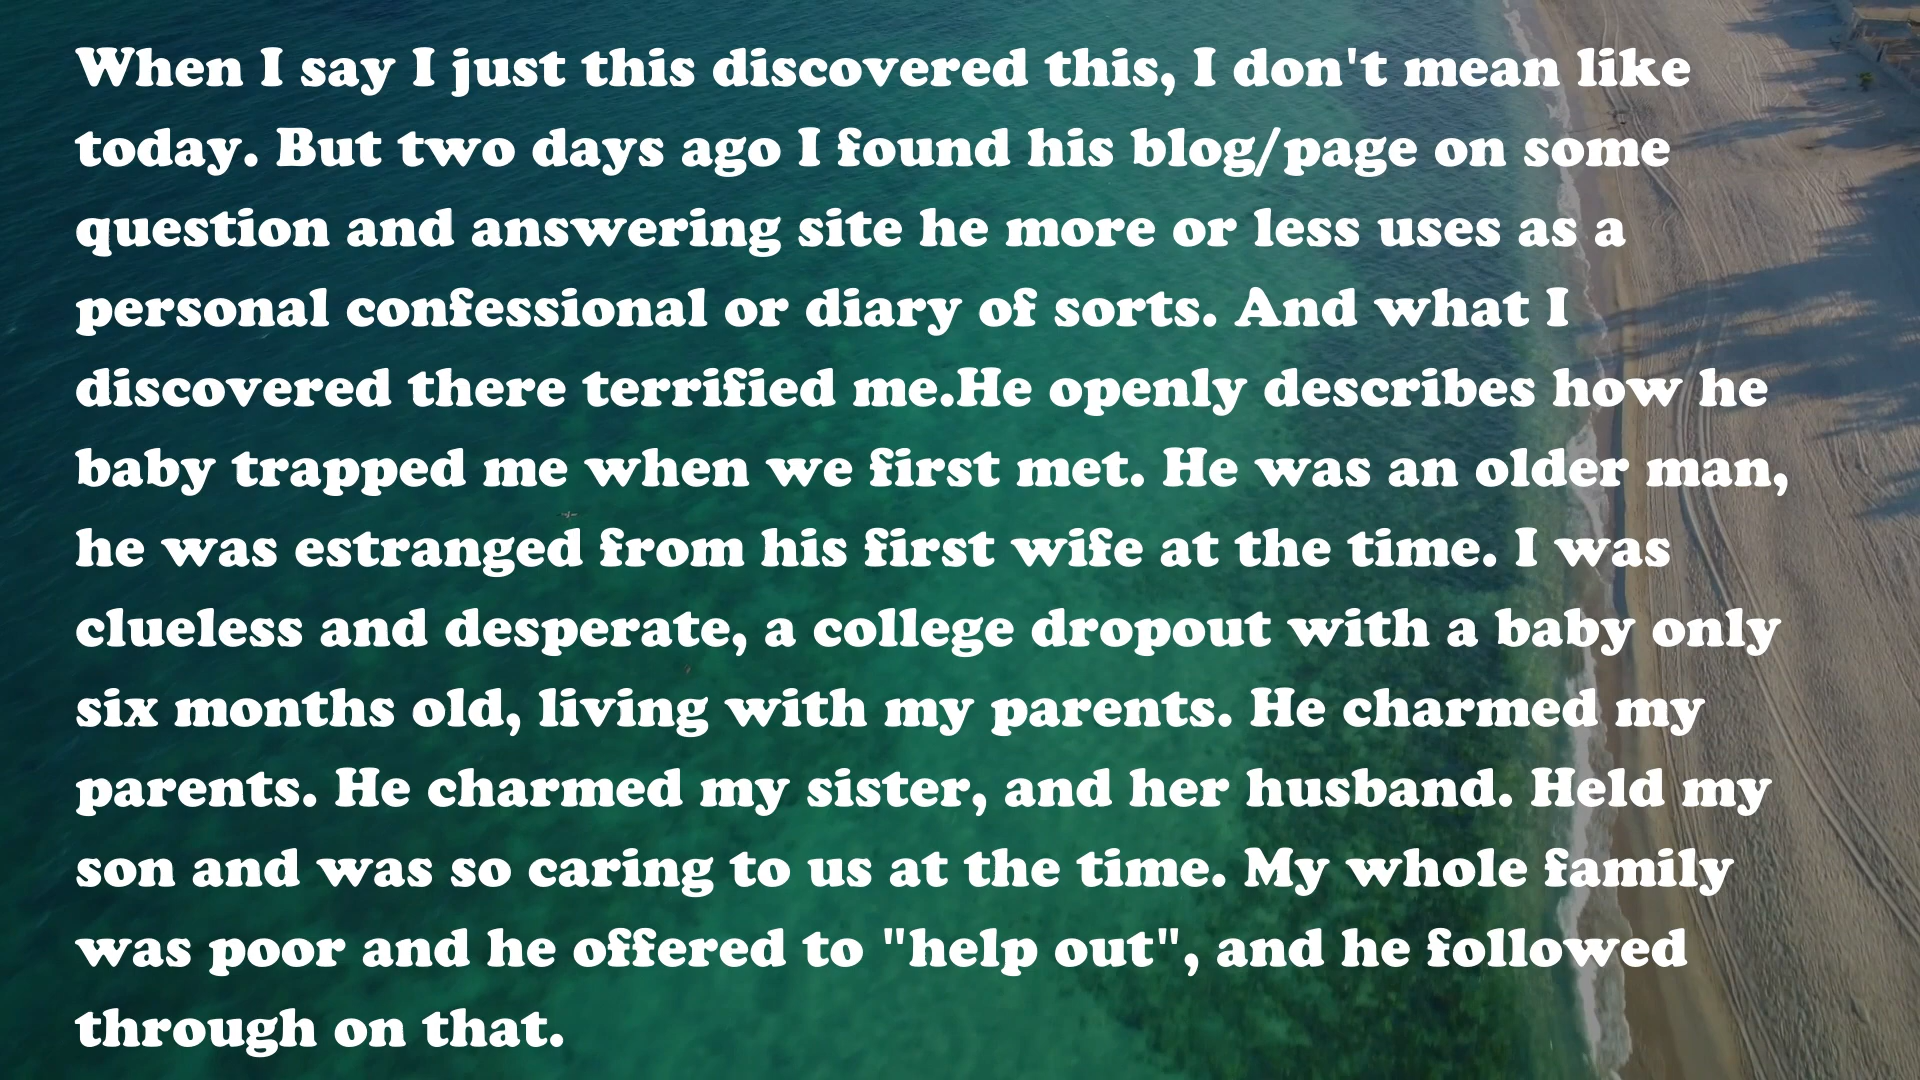 When I say I just this discovered this, I don't mean like
today. But two days ago I found his blog/page on some
question and answering site he more or less uses as a
personal confessional or diary of sorts. And what I
discovered there terrified me.He openly describes how he
baby trapped me when we first met. He was an older man,
he was estranged from his first wife at the time. I was
clueless and desperate, a college dropout with a baby only
six months old, living with my parents. He charmed my
parents. He charmed my sister, and her husband. Held my
son and was so caring to us at the time. My whole family
was poor and he offered to "help out", and he followed
through on that.